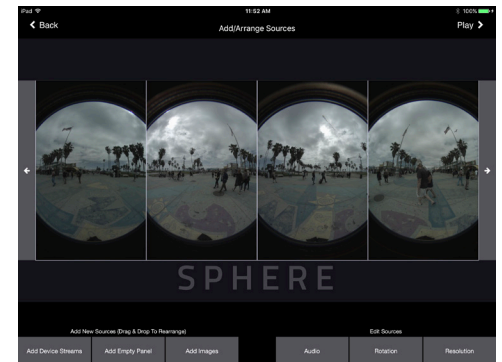 iPad 11:52 AM 100%
Back Add/Arrange Sources Play
SPHERE
Add New Sources (Drag & Drop To Rearrange) Edit Sources
Add Device Streams Add Empty Panel Add Images Audio Rotation Resolution